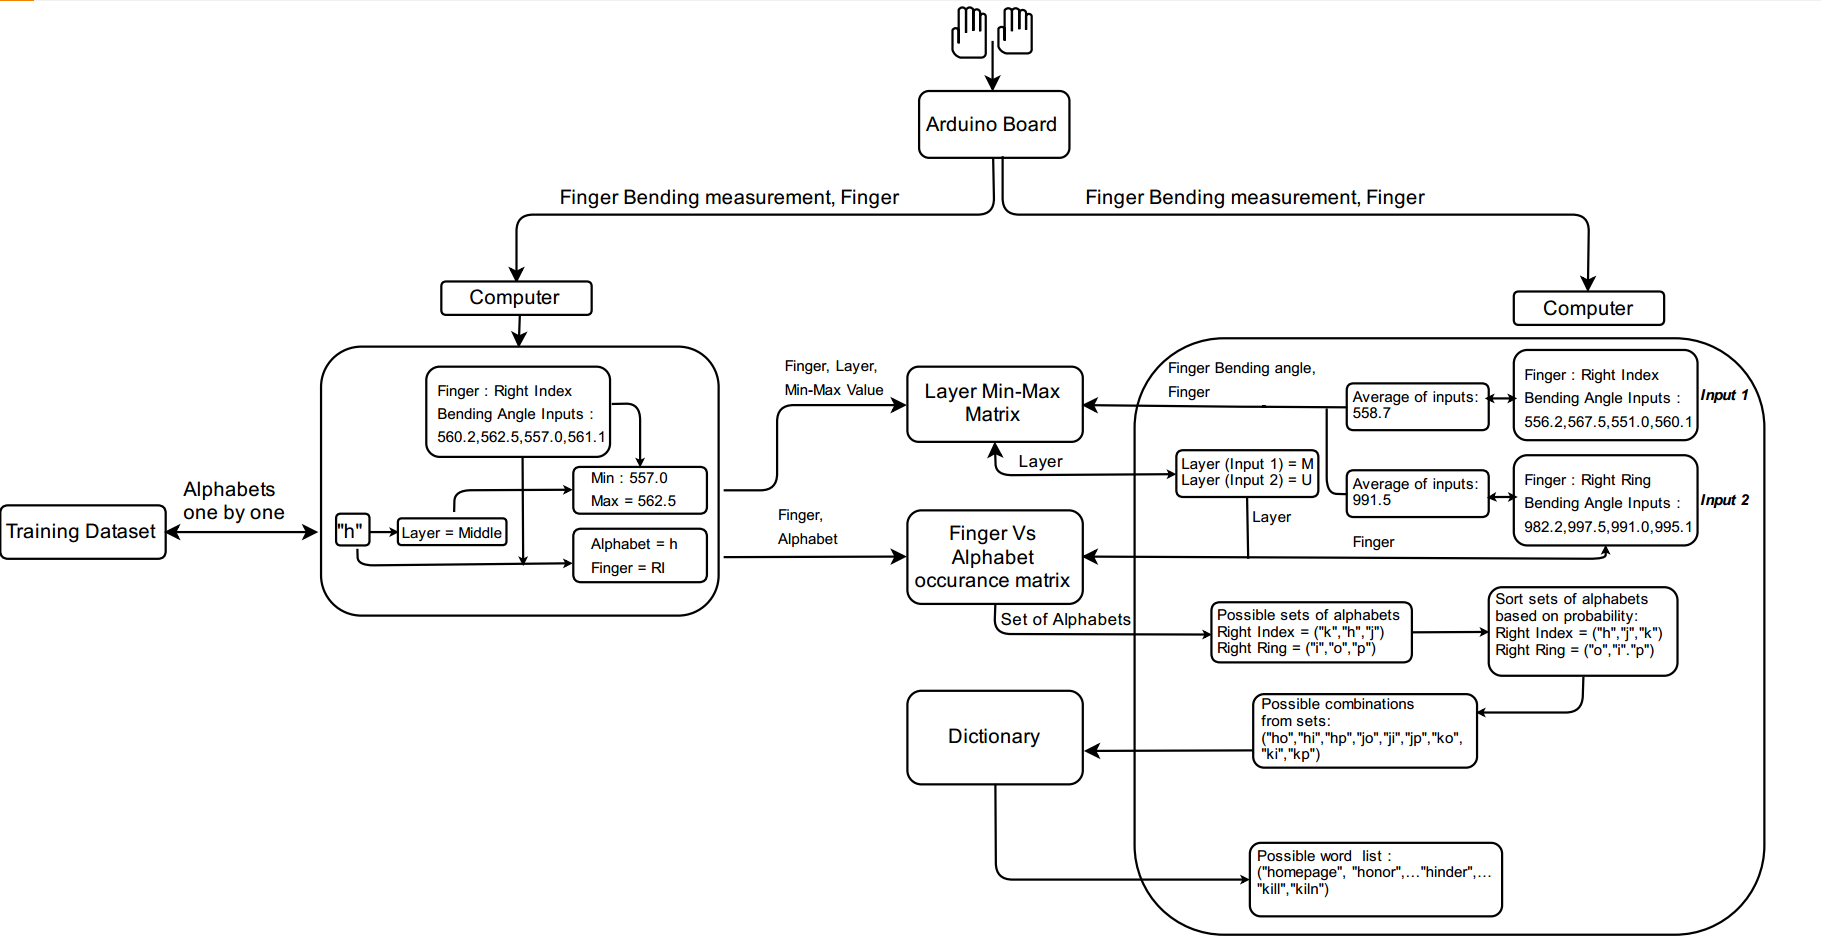 Arduino Board
Finger Bending measurement, Finger
Finger Bending measurement, Finger
Computer
Computer
Finger : Right Index
Bending Angle Inputs :
560.2,562.5,557.0,561.1
Min : 557.0
Max = 562.5
"h"
Layer = Middle
Alphabet = h
Finger = RI
Training Dataset
Alphabets
one by one
Finger, Layer,
Min-Max Value
Finger,
Alphabet
Layer Min-Max
Matrix
Finger Vs
Alphabet
occurance matrix
Finger Bending angle,
Finger
Average of inputs:
558.7
Finger : Right Index
Bending Angle Inputs :
556.2,567.5,551.0,560.1
Input 1
Layer
Layer (Input 1) = M
Layer (Input 2) = U
Average of inputs:
991.5
Finger : Right Ring
Bending Angle Inputs :
982.2,997.5,991.0,995.1
Input 2
Layer
Finger
Set of Alphabets
Possible sets of alphabets
Right Index = ("k","h","j")
Right Ring = ("i","o","p")
Sort sets of alphabets
based on probability:
Right Index = ("h","j","k")
Right Ring = ("o","i"."p")
Possible combinations
from sets:
("ho","hi","hp","jo","ji","jp","ko",
"ki","kp")
Dictionary
Possible word list :
("homepage", "honor",..."hinder",...
"kill","kiln")